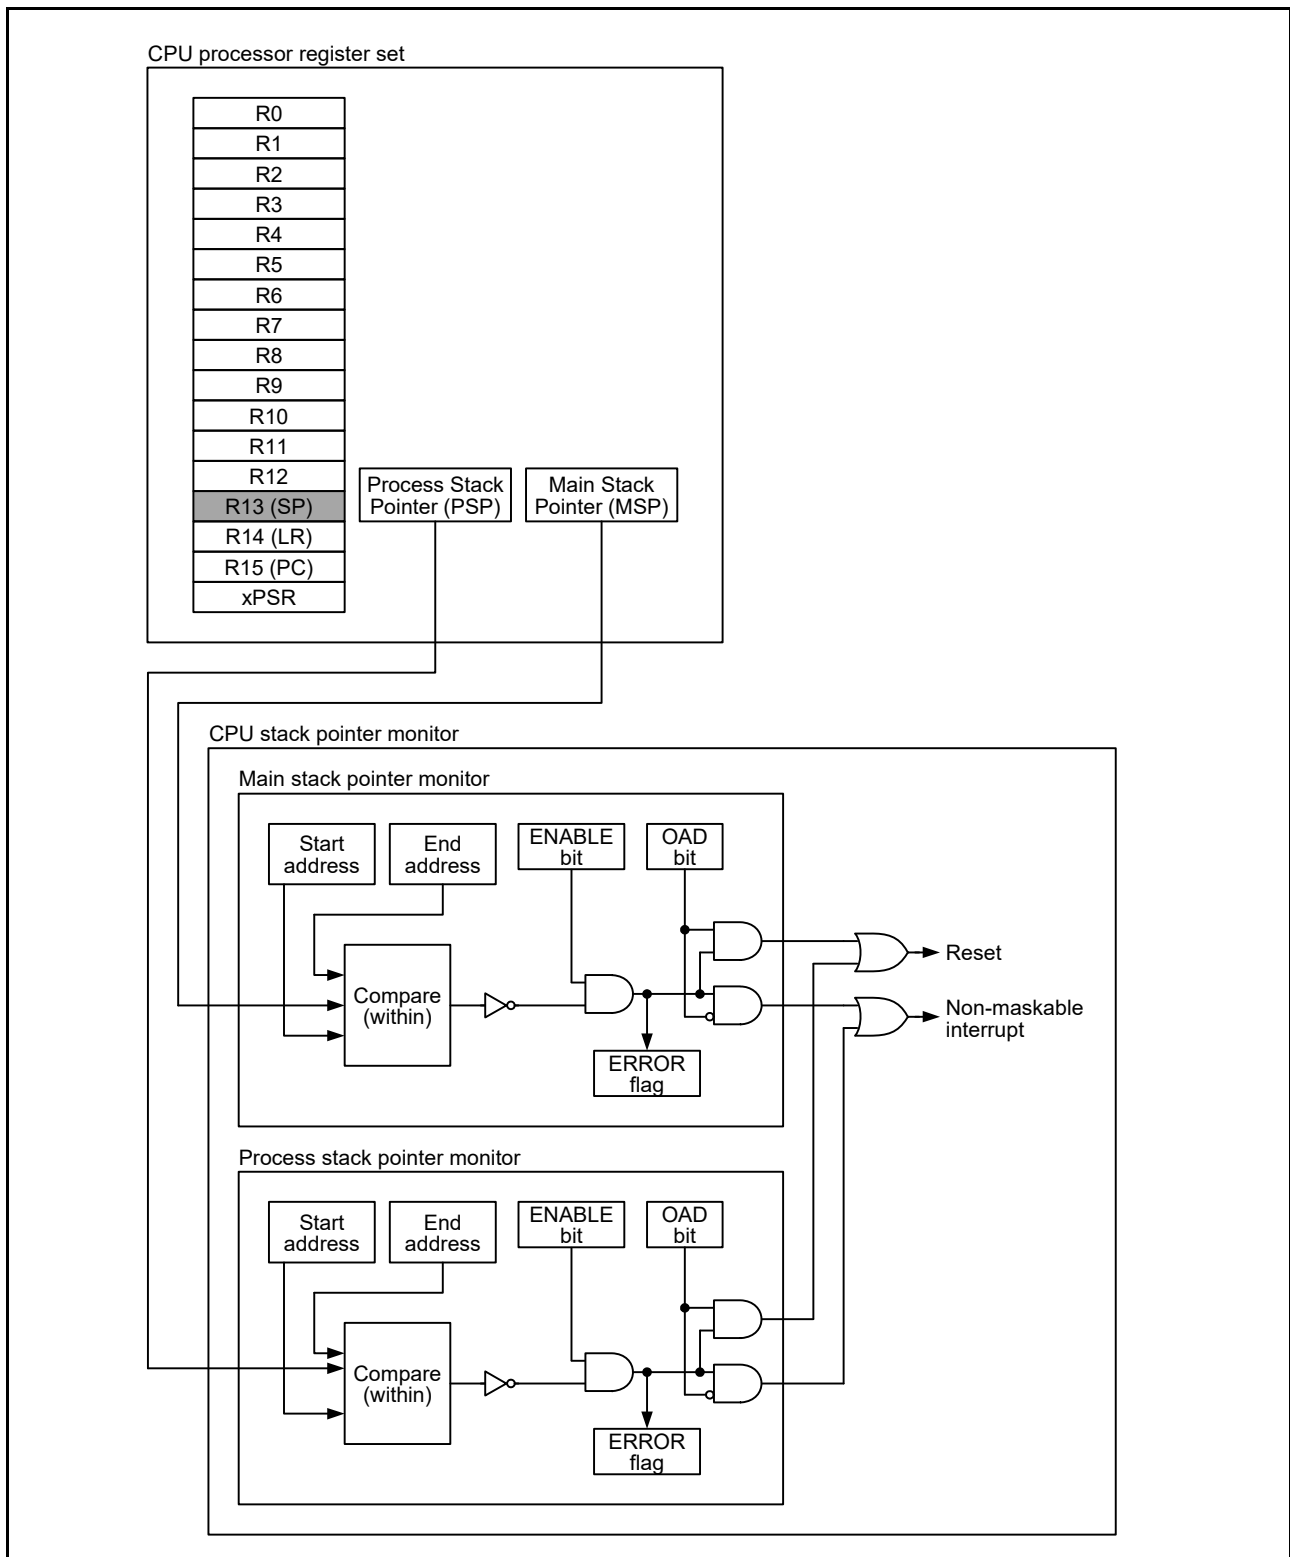 CPU processor register set
R0
R1
R2
R3
R4
R5
R6
R7
R8
R9
R10
R11
R12
R13 (SP)
R14 (LR)
R15 (PC)
xPSR
Process Stack
Pointer (PSP)
Main Stack
Pointer (MSP)
CPU stack pointer monitor
Main stack pointer monitor
Start
address
End
address
ENABLE
bit
OAD
bit
Compare
(within)
ERROR
flag
Reset
Non-maskable
interrupt
Process stack pointer monitor
Start
address
End
address
ENABLE
bit
OAD
bit
Compare
(within)
ERROR
flag